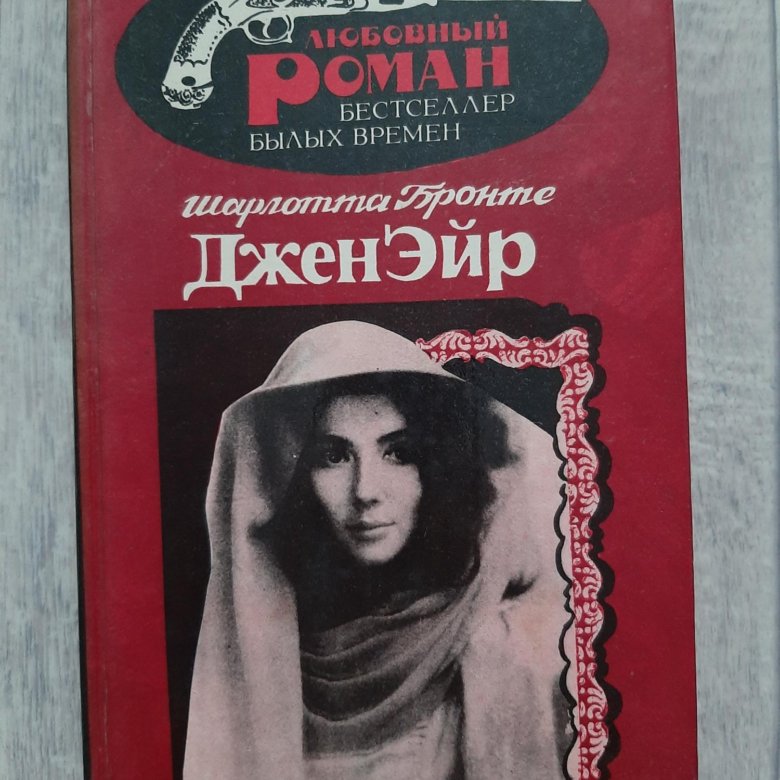 ЛЮБОВНЫЙ
РОМАН
БЕСТСЕЛЛЕР
БЫЛЫХ ВРЕМЕН
Шарлотта Бронте
Джен Эйр